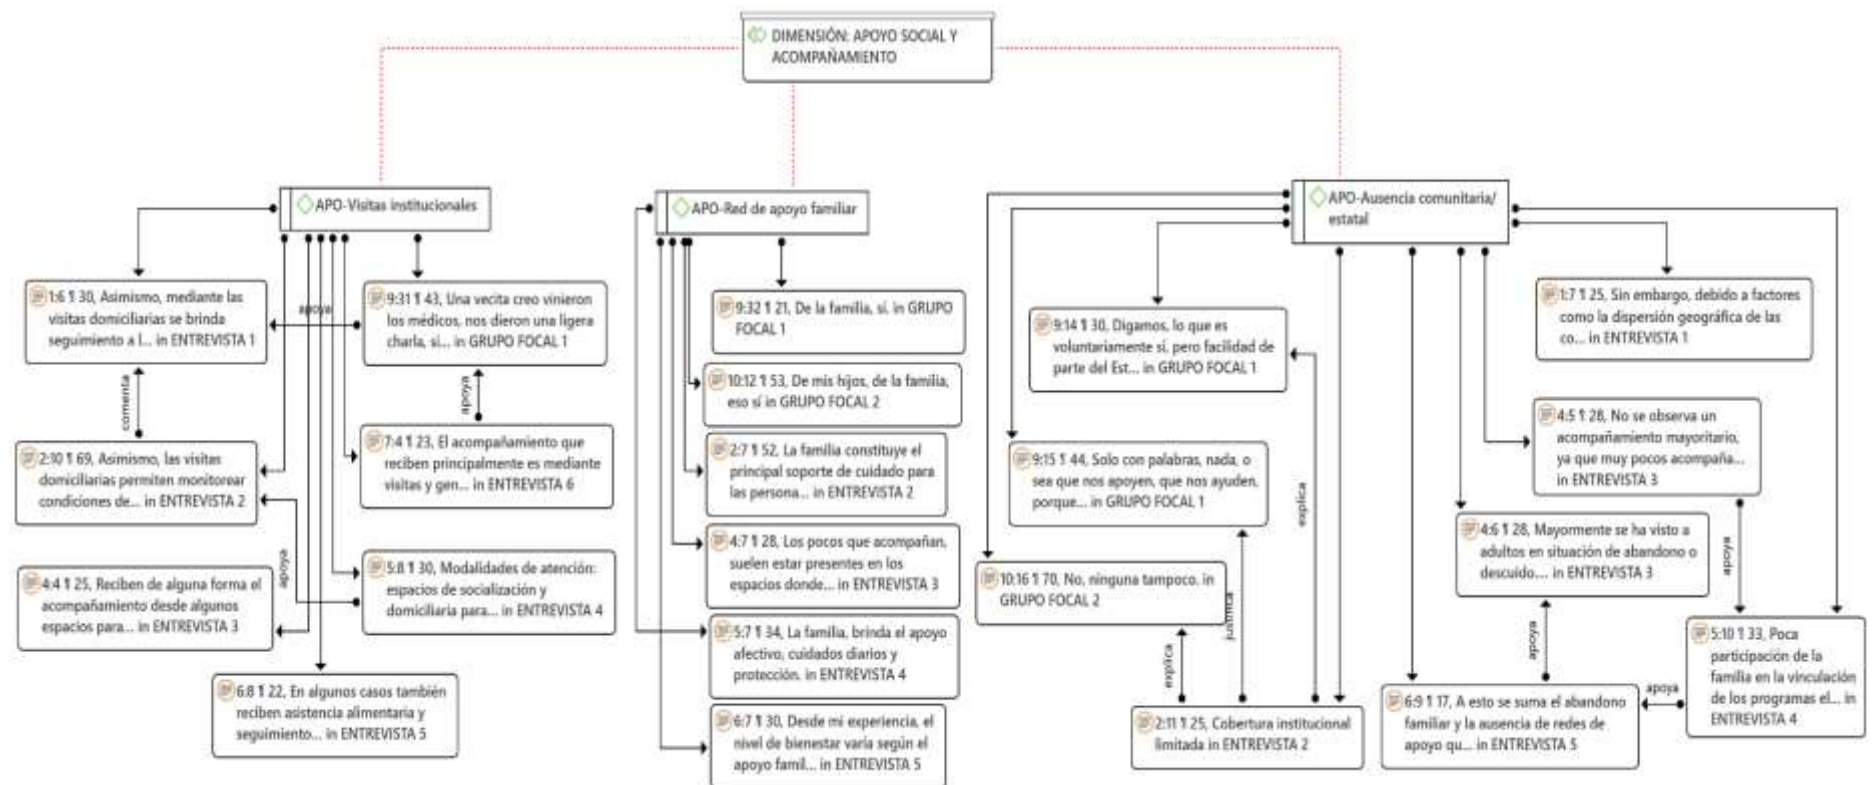 DIMENSIÓN: APOYO SOCIAL Y
ACOMPAÑAMIENTO
APO-Visitas institucionales
1:6 ¶ 30, Asimismo, mediante las
visitas domiciliarias se brinda
seguimiento a l... in ENTREVISTA 1
apoya
9:31 ¶ 43, Una vecita creo vinieron
los médicos, nos dieron una ligera
charla, si... in GRUPO FOCAL 1
comenta
apoya
2:10 ¶ 69, Asimismo, las visitas
domiciliarias permiten monitorear
condiciones de... in ENTREVISTA 2
7:4 ¶ 23, El acompañamiento que
reciben principalmente es mediante
visitas y gen... in ENTREVISTA 6
apoya
4:4 ¶ 25, Reciben de alguna forma el
acompañamiento desde algunos
espacios para... in ENTREVISTA 3
5:8 ¶ 30, Modalidades de atención:
espacios de socialización y
domiciliaria para... in ENTREVISTA 4
6:8 ¶ 22, En algunos casos también
reciben asistencia alimentaria y
seguimiento... in ENTREVISTA 5
APO-Red de apoyo familiar
9:32 ¶ 21, De la familia, sí. in GRUPO
FOCAL 1
10:12 ¶ 53, De mis hijos, de la familia,
eso sí in GRUPO FOCAL 2
2:7 ¶ 52, La familia constituye el
principal soporte de cuidado para
las persona... in ENTREVISTA 2
4:7 ¶ 28, Los pocos que acompañan,
suelen estar presentes en los
espacios donde... in ENTREVISTA 3
5:7 ¶ 34, La familia, brinda el apoyo
afectivo, cuidados diarios y
protección. in ENTREVISTA 4
6:7 ¶ 30, Desde mi experiencia, el
nivel de bienestar varía según el
apoyo famil... in ENTREVISTA 5
APO-Ausencia comunitaria/
estatal
9:14 ¶ 30, Digamos, lo que es
voluntariamente sí, pero facilidad de
parte del Est... in GRUPO FOCAL 1
1:7 ¶ 25, Sin embargo, debido a factores
como la dispersión geográfica de las
co... in ENTREVISTA 1
9:15 ¶ 44, Solo con palabras, nada, o
sea que nos apoyen, que nos ayuden,
porque... in GRUPO FOCAL 1
explica
4:5 ¶ 28, No se observa un
acompañamiento mayoritario,
ya que muy pocos acompaña...
in ENTREVISTA 3
4:6 ¶ 28, Mayormente se ha visto a
adultos en situación de abandono o
descuido.... in ENTREVISTA 3
apoya
10:16 ¶ 70, No, ninguna tampoco. in
GRUPO FOCAL 2
justifica
explica
apoya
5:10 ¶ 33, Poca
participación de la
familia en la vinculación
de los programas el... in
ENTREVISTA 4
2:11 ¶ 25, Cobertura institucional
limitada in ENTREVISTA 2
6:9 ¶ 17, A esto se suma el abandono
familiar y la ausencia de redes de
apoyo qu... in ENTREVISTA 5
apoya